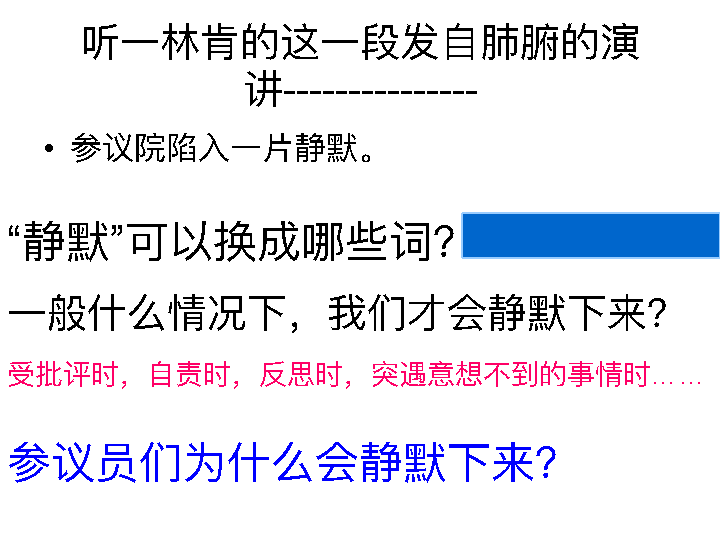 听一林肯的这一段发自肺腑的演
讲---------------
• 参议院陷入一片静默。
“静默”可以换成哪些词?
一般什么情况下，我们才会静默下来?
受批评时，自责时，反思时，突遇意想不到的事情时……
参议员们为什么会静默下来?